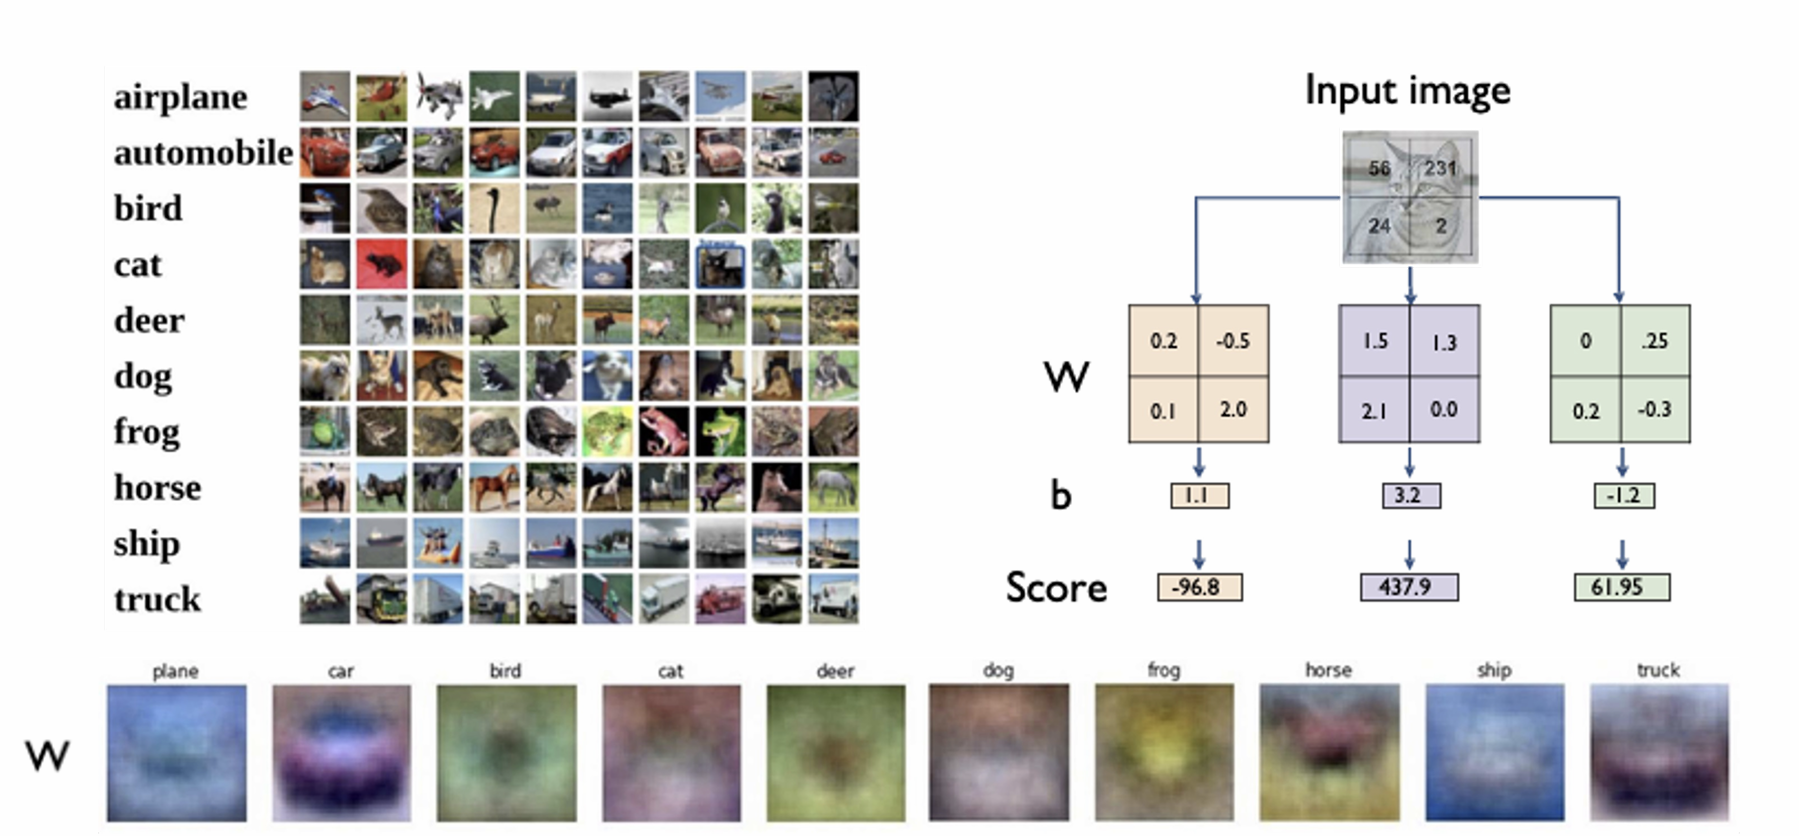 airplane
automobile
bird
cat
deer
dog
frog
horse
ship
truck
Input image
56 231
24 2
W
0.2 -0.5
0.1 2.0
1.5 1.3
2.1 0.0
0 .25
0.2 -0.3
b
1.1 3.2 -1.2
Score
-96.8 437.9 61.95
plane car bird cat deer dog frog horse ship truck
W